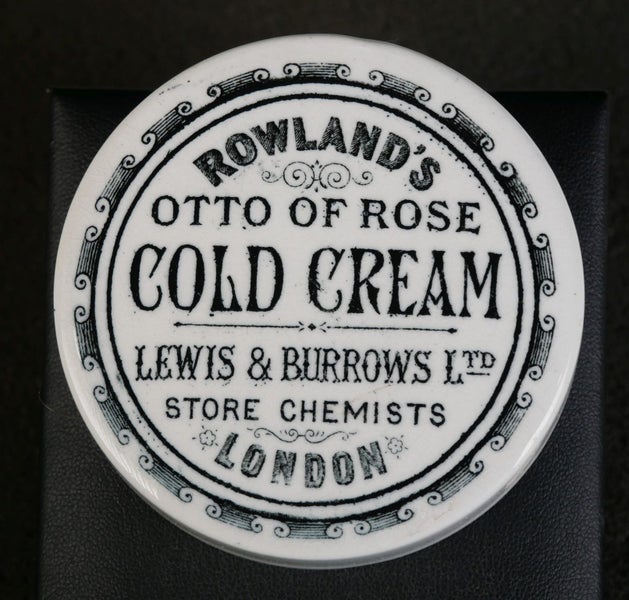 ROWLAND'S
OTTO OF ROSE
COLD CREAM
LEWIS & BURROWS LTD
STORE CHEMISTS
LONDON